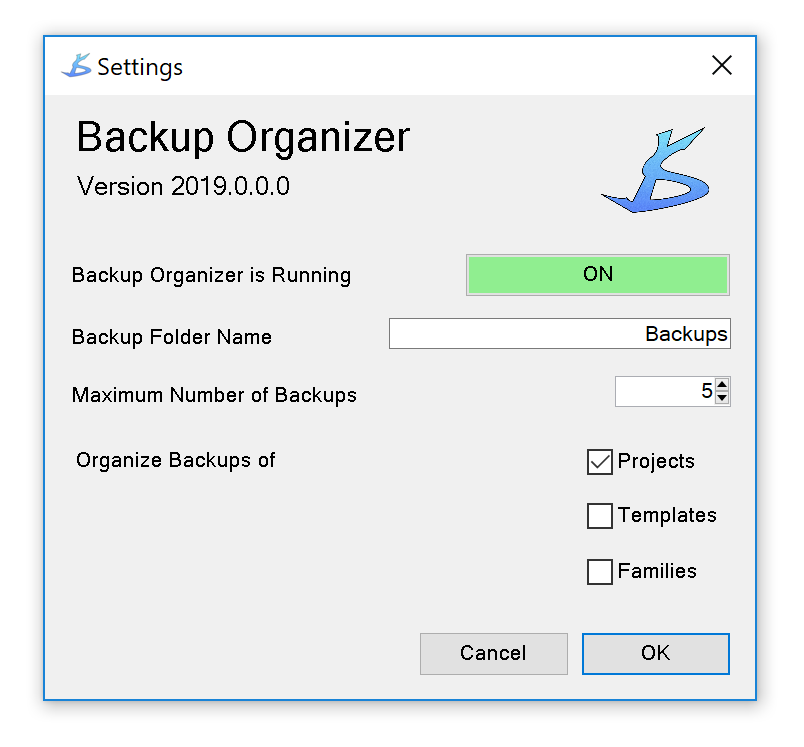 Settings
Backup Organizer
Version 2019.0.0.0
Backup Organizer is Running ON
Backup Folder Name Backups
Maximum Number of Backups 5
Organize Backups of Projects
Templates
Families
Cancel OK